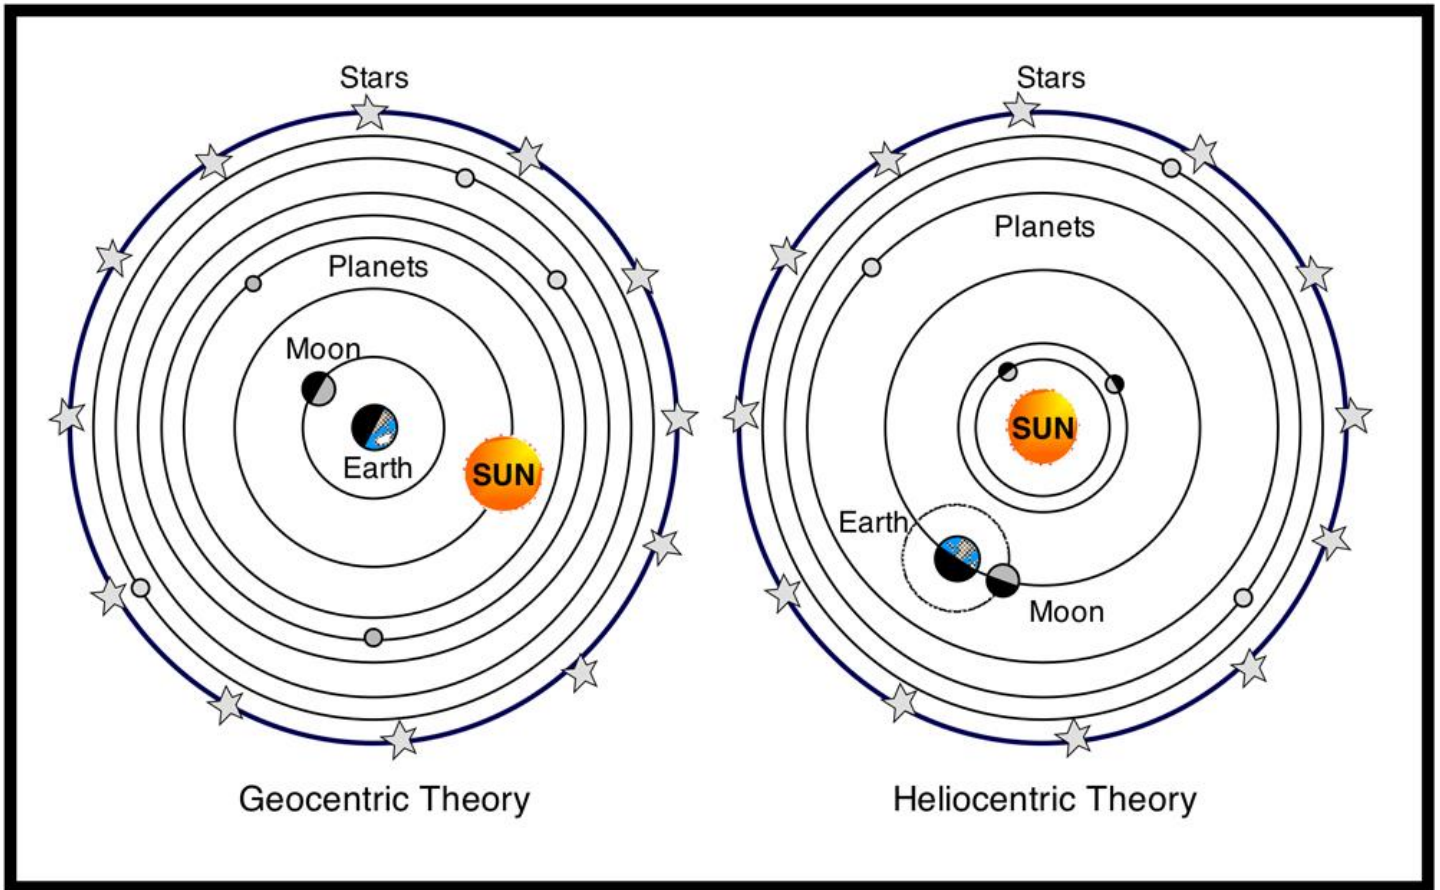 Stars
Planets
Moon
Earth
SUN
Geocentric Theory
Stars
Planets
SUN
Earth
Moon
Heliocentric Theory